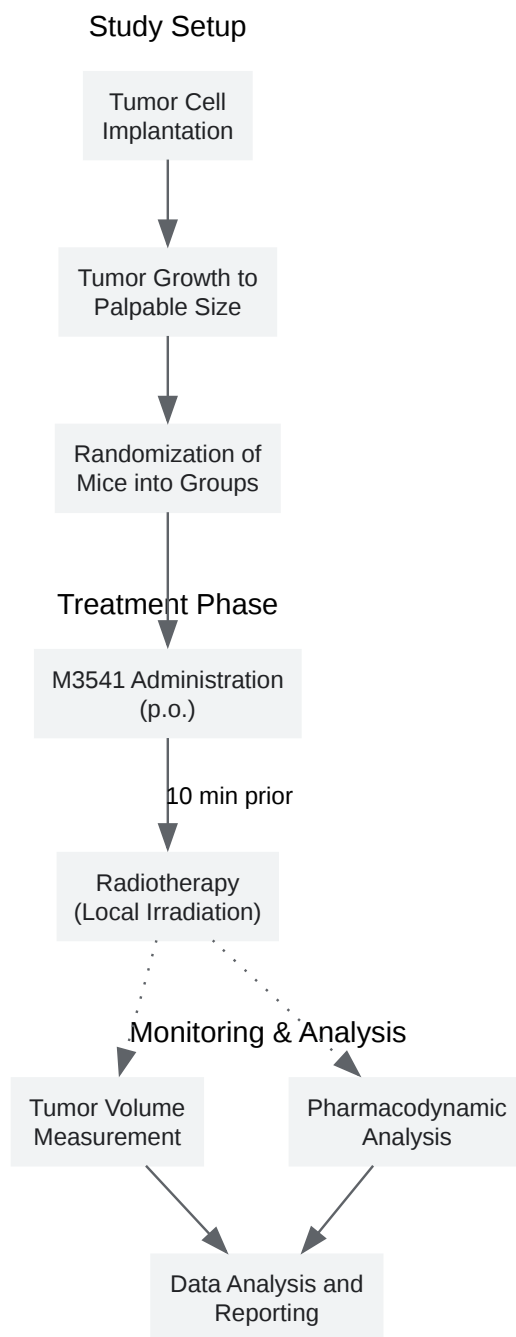 Study Setup
Tumor Cell
Implantation
Tumor Growth to
Palpable Size
Randomization of
Mice into Groups
Treatment Phase
M3541 Administration
(p.o.)
10 min prior
Radiotherapy
(Local Irradiation)
Monitoring & Analysis
Tumor Volume
Measurement
Pharmacodynamic
Analysis
Data Analysis and
Reporting